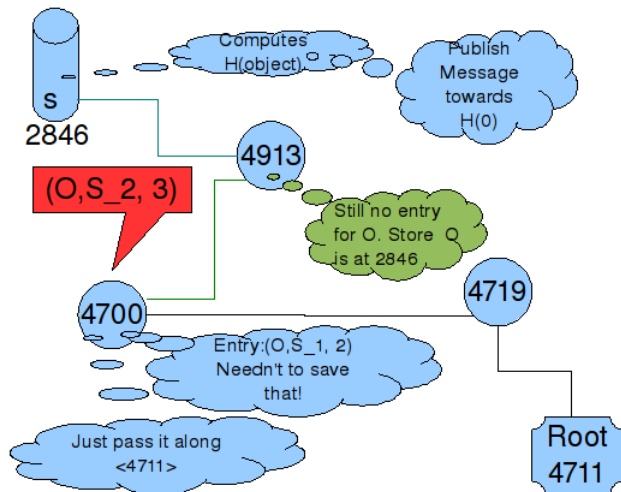 Computes
H(object)
Publish
Message
towards
H(0)
s
2846
4913
(O,S_2, 3)
Still no entry
for O. Store O
is at 2846
4700
4719
Entry:(O,S_1, 2)
Needn't to save
that!
Just pass it along
<4711>
Root
4711